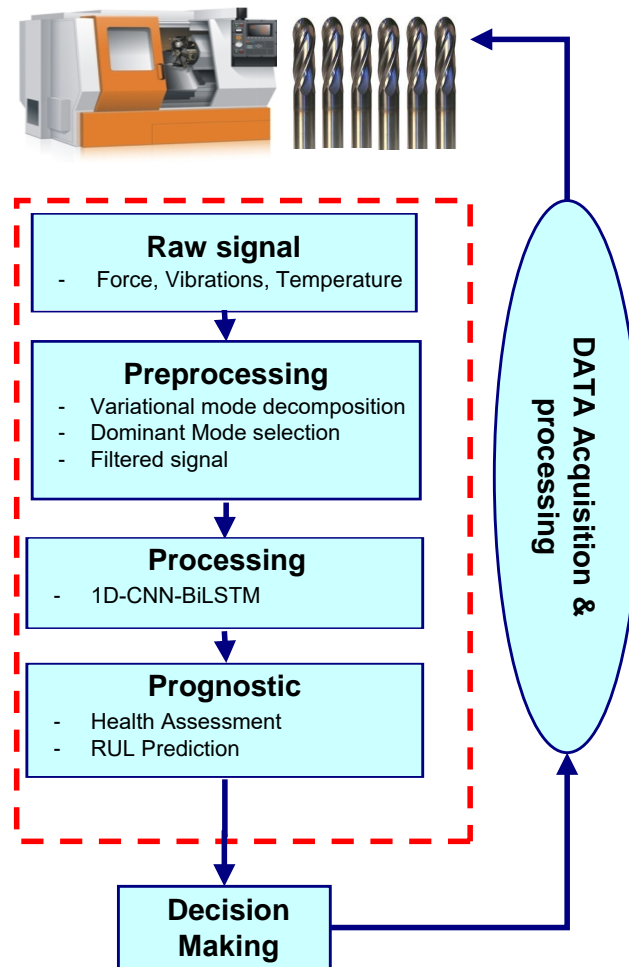 Raw signal
- Force, Vibrations, Temperature
Preprocessing
- Variational mode decomposition
- Dominant Mode selection
- Filtered signal
Processing
- 1D-CNN-BiLSTM
Prognostic
- Health Assessment
- RUL Prediction
Decision
Making
DATA Acquisition &
processing